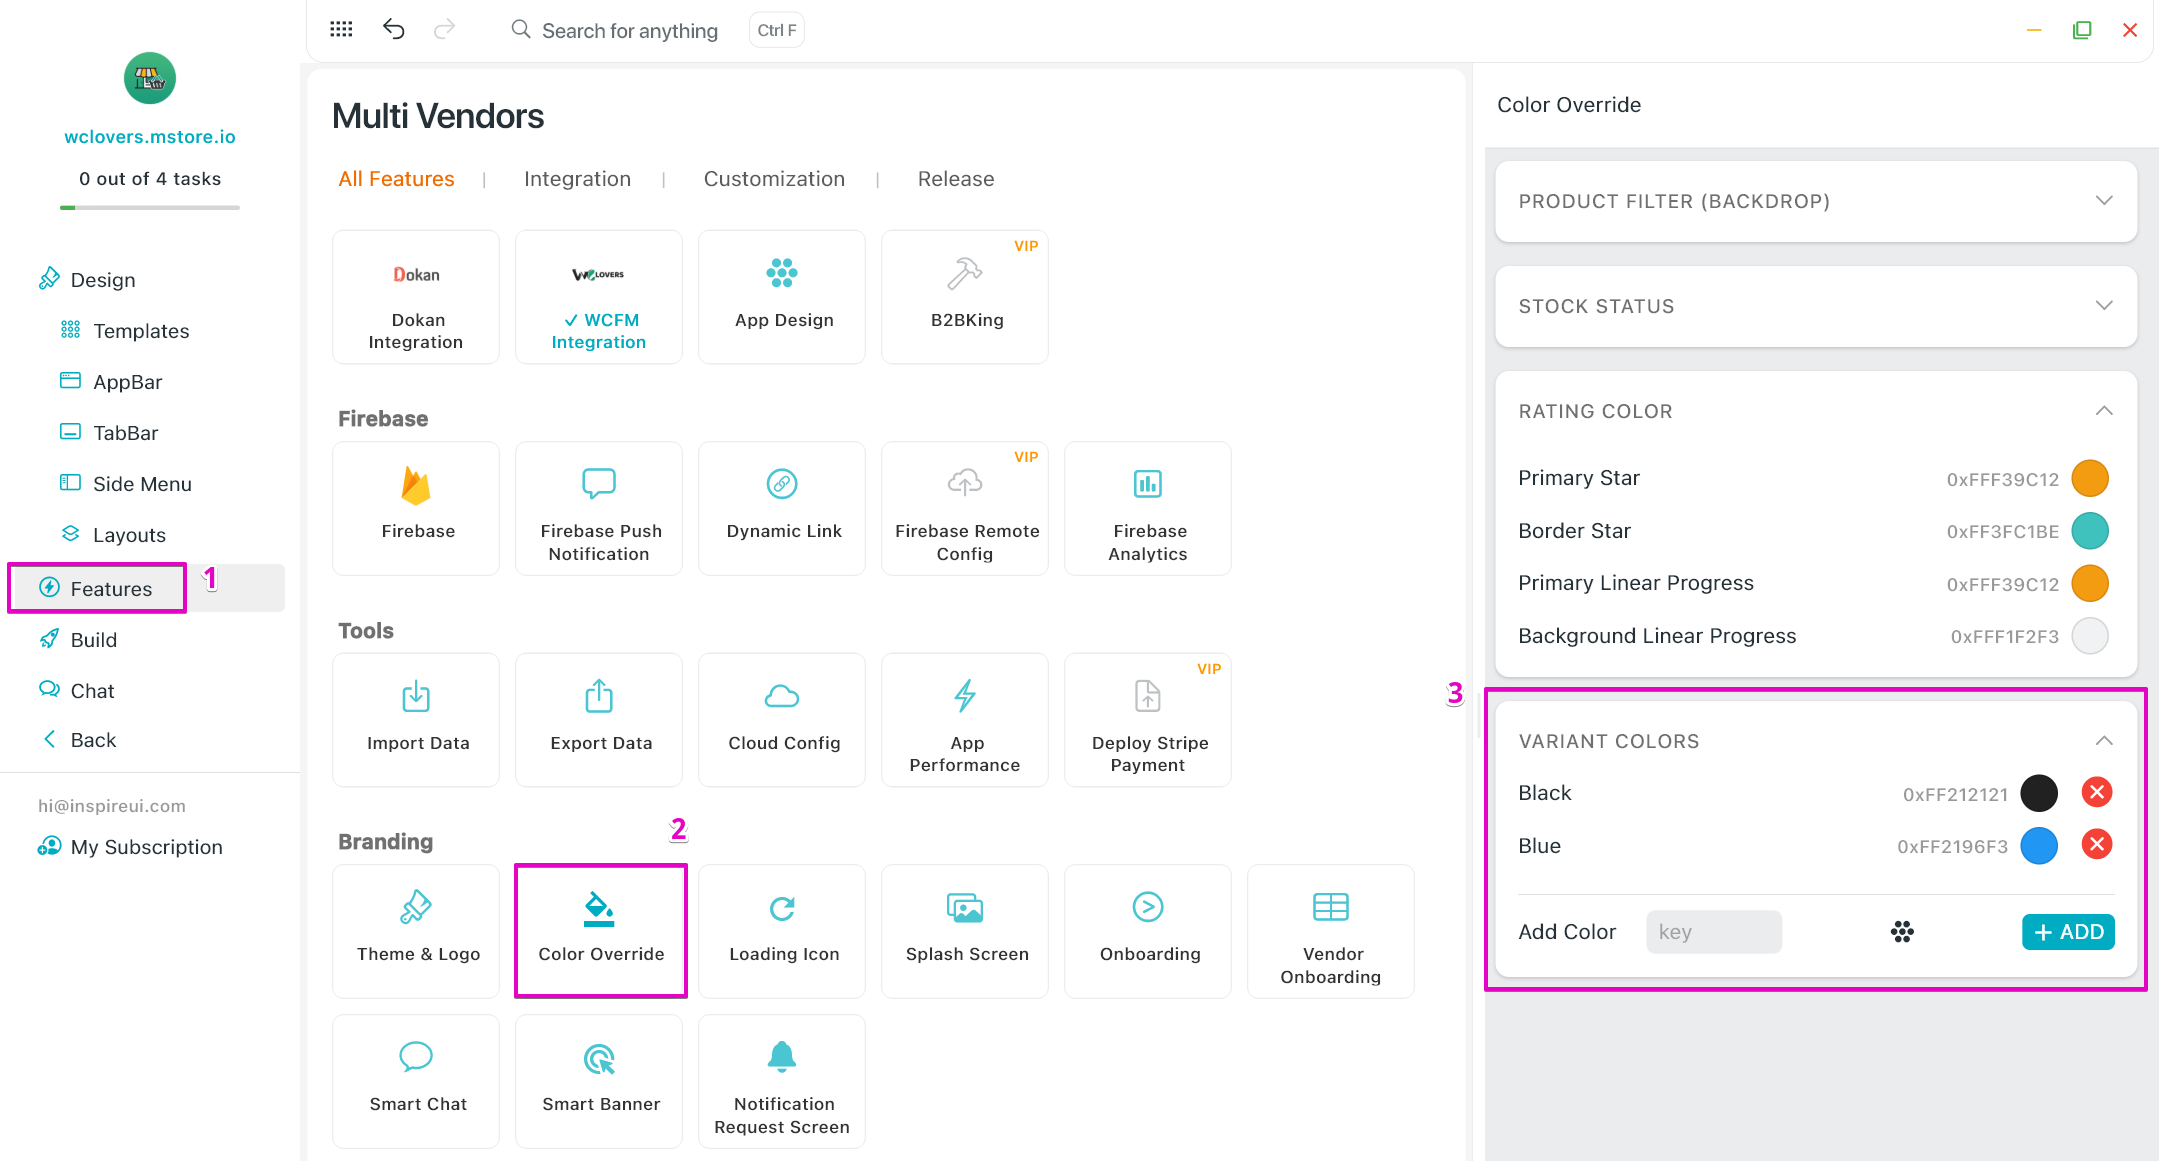 Search for anything
Ctrl F
wclovers.mstore.io
0 out of 4 tasks
Design
Templates
AppBar
TabBar
Side Menu
Layouts
Features
1
Build
Chat
Back
hi@inspireui.com
My Subscription
Multi Vendors
All Features | Integration | Customization | Release
Dokan
Dokan
Integration
WCLOVERS
WCFM
Integration
App Design
VIP
B2BKing
Firebase
Firebase
Firebase Push
Notification
Dynamic Link
VIP
Firebase Remote
Config
Firebase
Analytics
Tools
Import Data
Export Data
Cloud Config
App
Performance
VIP
Deploy Stripe
Payment
Branding
2
Theme & Logo
Color Override
Loading Icon
Splash Screen
Onboarding
Vendor
Onboarding
Smart Chat
Smart Banner
Notification
Request Screen
Color Override
PRODUCT FILTER (BACKDROP)
STOCK STATUS
RATING COLOR
Primary Star 0xFFF39C12
Border Star 0xFF3FC1BE
Primary Linear Progress 0xFFF39C12
Background Linear Progress 0xFFF1F2F3
3
VARIANT COLORS
Black 0xFF212121
Blue 0xFF2196F3
Add Color key + ADD